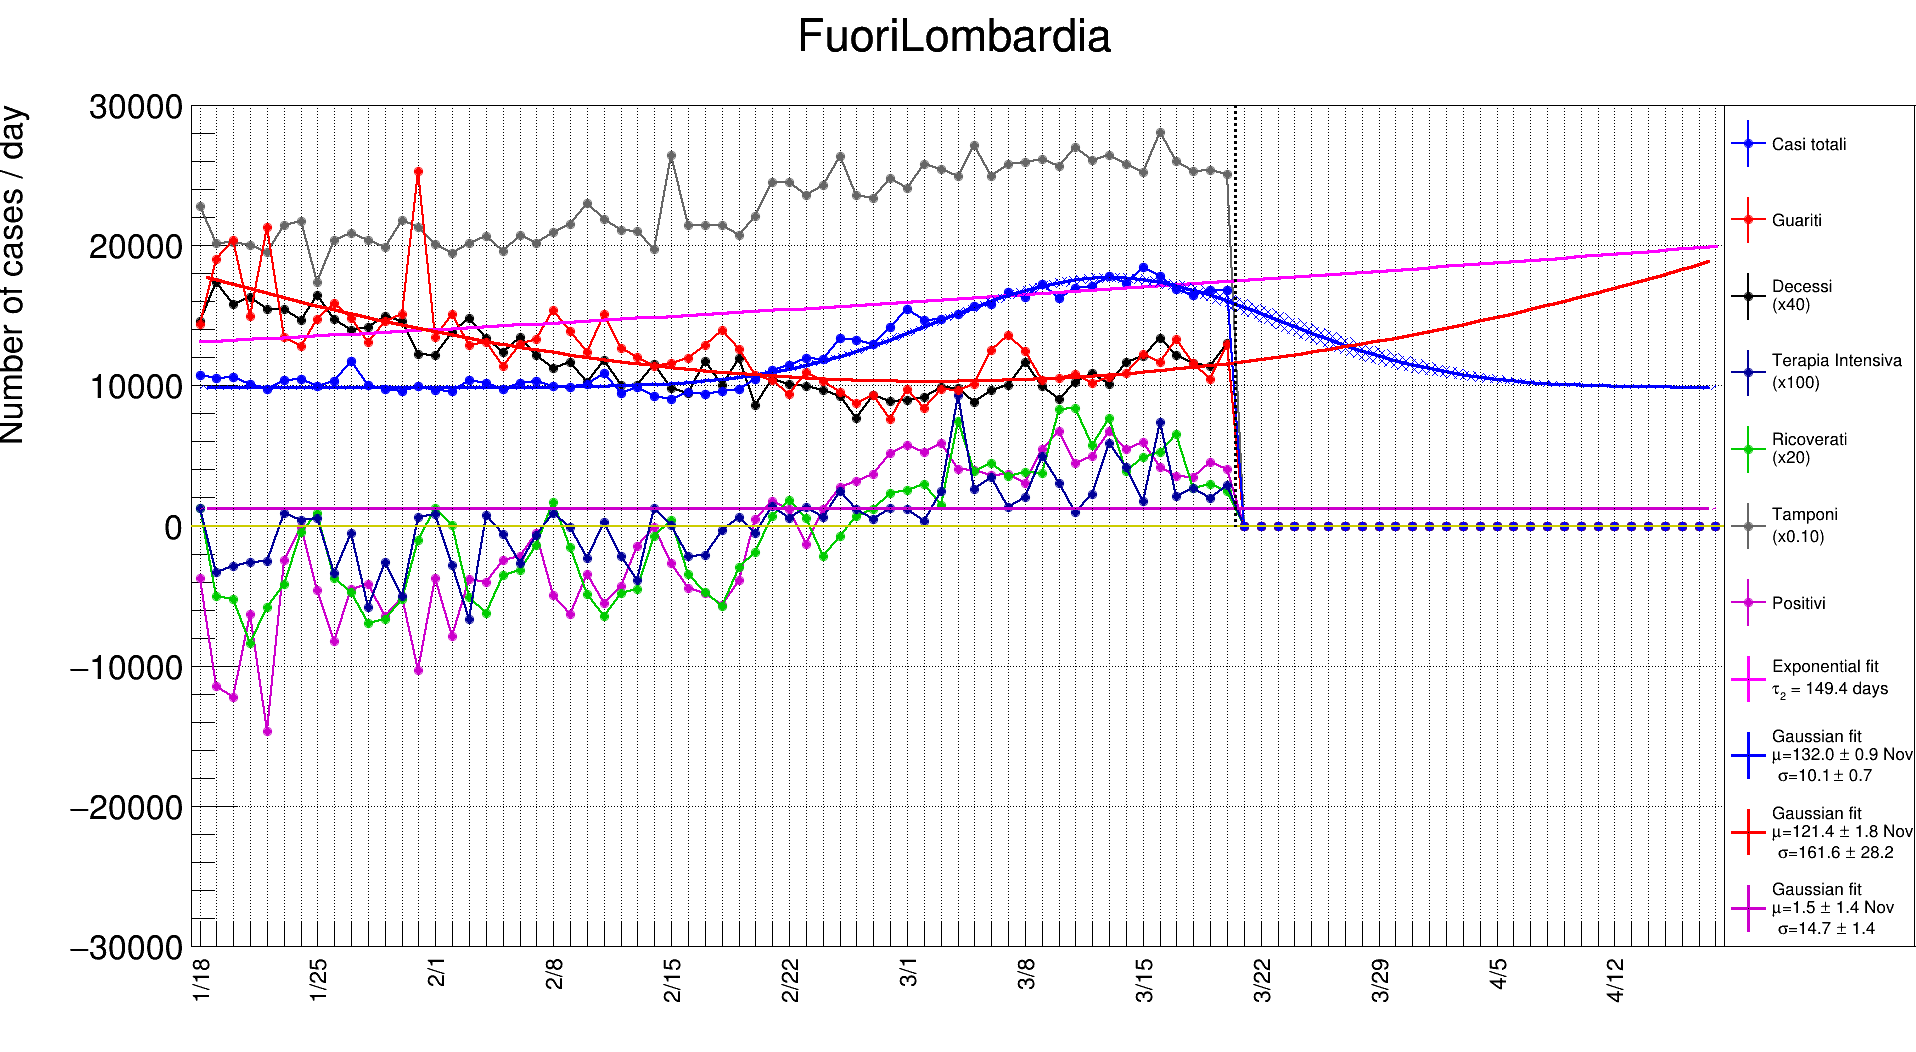 FuoriLombardia
Number of cases / day
30000
20000
10000
0
−10000
−20000
−30000
1/18
1/25
2/1
2/8
2/15
2/22
3/1
3/8
3/15
3/22
3/29
4/5
4/12
Casi totali
Guariti
Decessi
(x40)
Terapia Intensiva
(x100)
Ricoverati
(x20)
Tamponi
(x0.10)
Positivi
Exponential fit
τ2 = 149.4 days
Gaussian fit
μ=132.0 ± 0.9 Nov
σ=10.1 ± 0.7
Gaussian fit
μ=121.4 ± 1.8 Nov
σ=161.6 ± 28.2
Gaussian fit
μ=1.5 ± 1.4 Nov
σ=14.7 ± 1.4